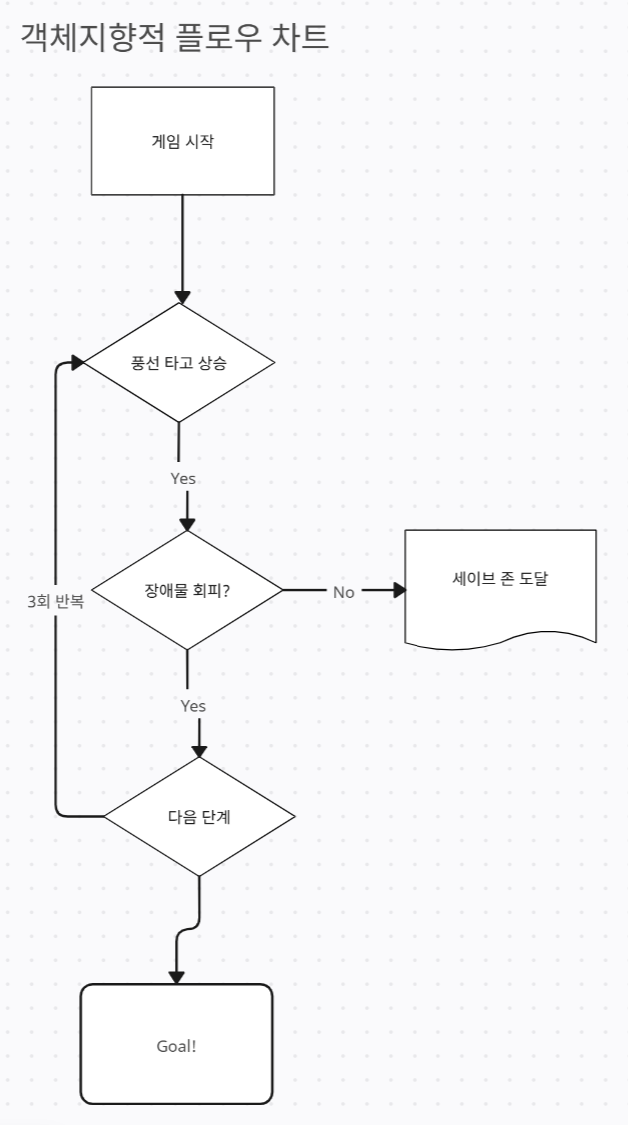 객체지향적 플로우 차트
게임 시작
풍선 타고 상승
Yes
장애물 회피?
No
세이브 존 도달
3회 반복
Yes
다음 단계
Goal!